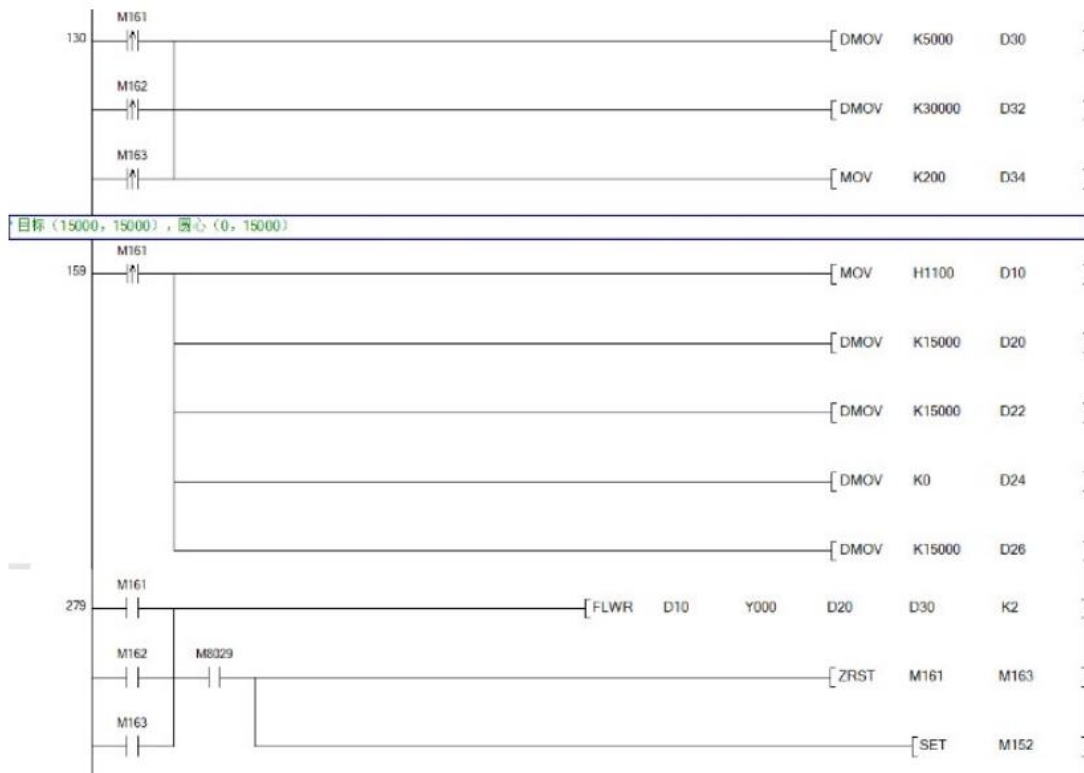 M161
130 [ DMOV K5000 D30 ]
M162
[ DMOV K30000 D32 ]
M163
[ MOV K200 D34 ]
*目标（15000，15000），圆心（0，15000）
M161
159 [ MOV H1100 D10 ]
[ DMOV K15000 D20 ]
[ DMOV K15000 D22 ]
[ DMOV K0 D24 ]
[ DMOV K15000 D26 ]
M161
279 [ FLWR D10 Y000 D20 D30 K2 ]
M162 M8029
[ ZRST M161 M163 ]
M163
[ SET M152 ]